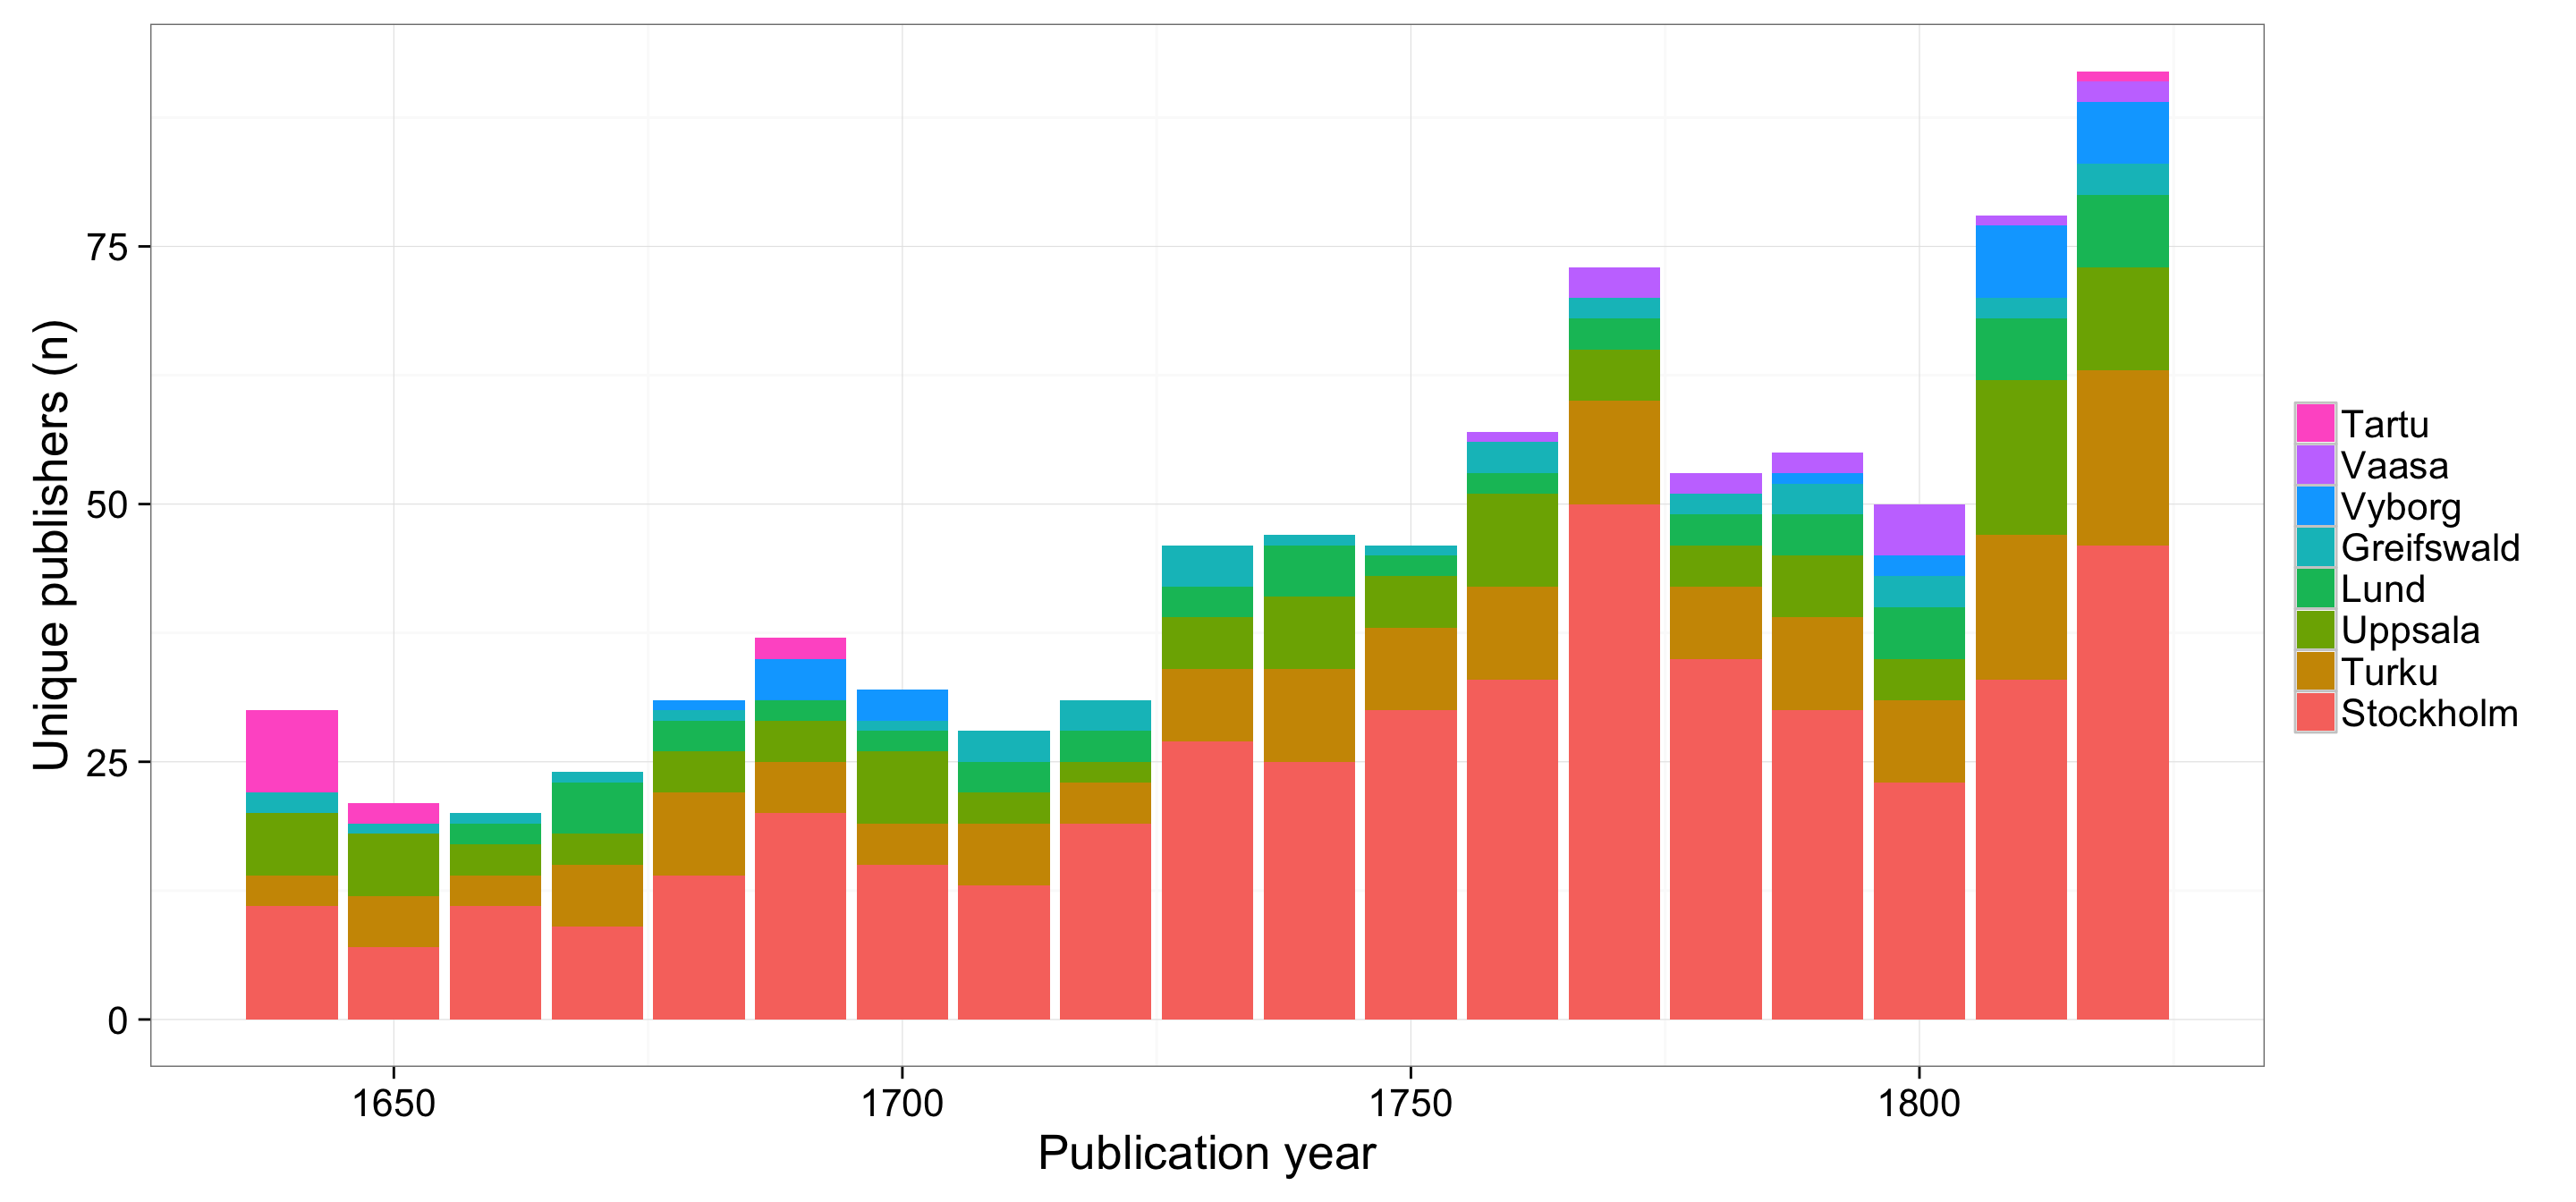 Unique publishers (n)
75
50
25
0
1650 1700 1750 1800
Publication year
Tartu
Vaasa
Vyborg
Greifswald
Lund
Uppsala
Turku
Stockholm